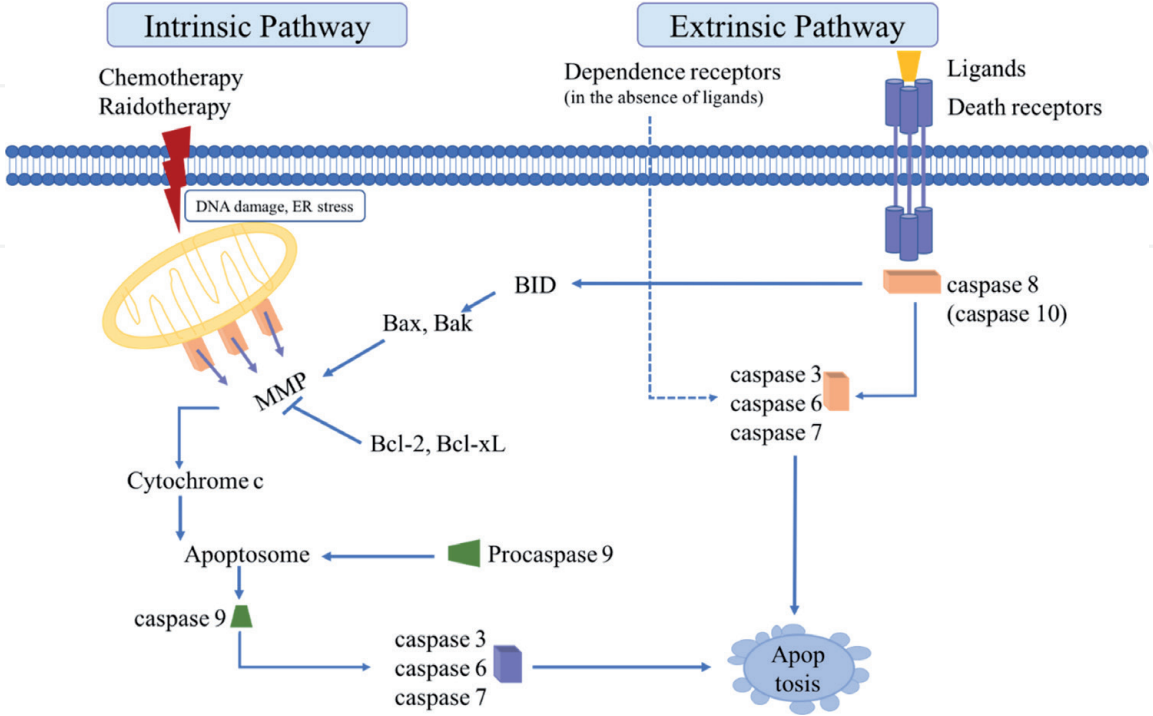 Intrinsic Pathway
Extrinsic Pathway
Chemotherapy
Raidotherapy
Dependence receptors
(in the absence of ligands)
Ligands
Death receptors
DNA damage, ER stress
BID
caspase 8
(caspase 10)
Bax, Bak
MMP
caspase 3
caspase 6
caspase 7
Bcl-2, Bcl-xL
Cytochrome c
Apoptosome
Procaspase 9
caspase 9
caspase 3
caspase 6
caspase 7
Apop
tosis